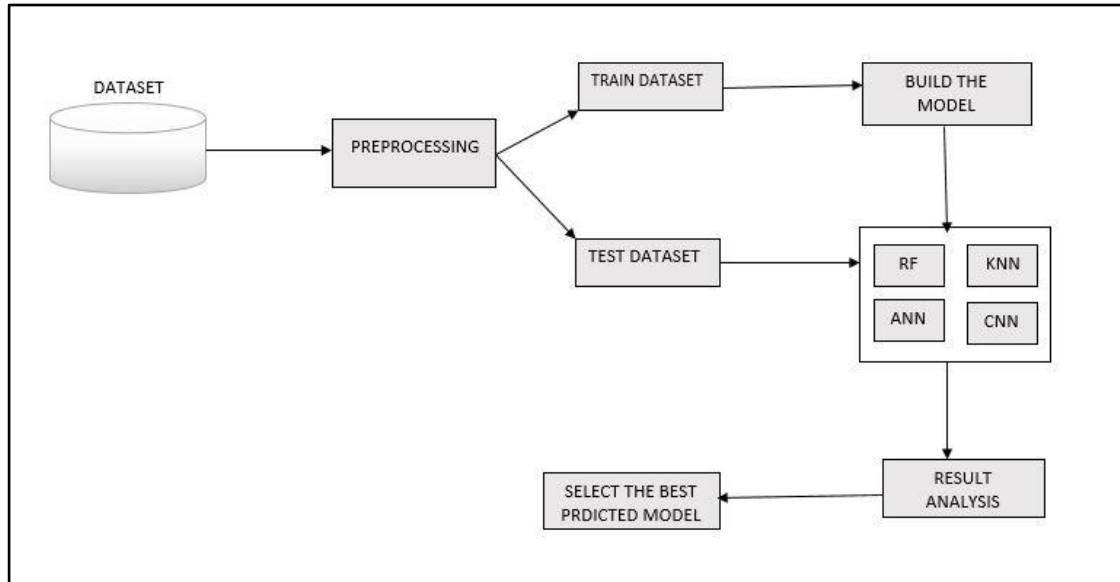 DATASET
PREPROCESSING
TRAIN DATASET
BUILD THE
MODEL
TEST DATASET
RF
KNN
ANN
CNN
RESULT
ANALYSIS
SELECT THE BEST
PRDICTED MODEL